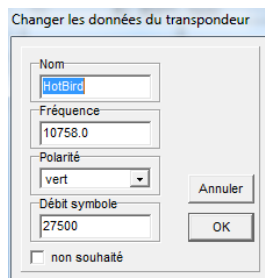 Changer les données du transpondeur
Nom
HotBird
Fréquence
10758.0
Polarité
vert
Débit symbole
27500
non souhaité
Annuler
OK